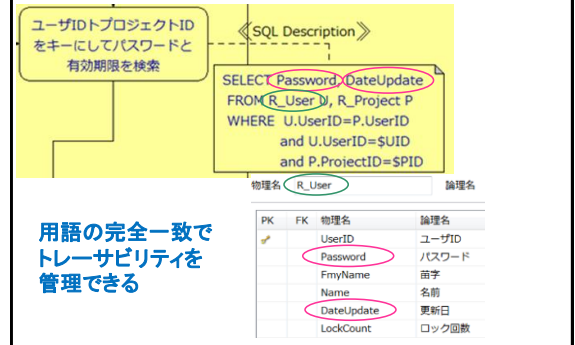 ユーザIDトプロジェクトID
をキーにしてパスワードと
有効期限を検索
≪SQL Description≫
SELECT Password, DateUpdate
FROM R_User U, R_Project P
WHERE U.UserID=P.UserID
and U.UserID=$UID
and P.ProjectID=$PID
物理名 R_User 論理名
PK FK 物理名 論理名
UserID ユーザID
Password パスワード
FmyName 苗字
Name 名前
DateUpdate 更新日
LockCount ロック回数
用語の完全一致で
トレーサビリティを
管理できる